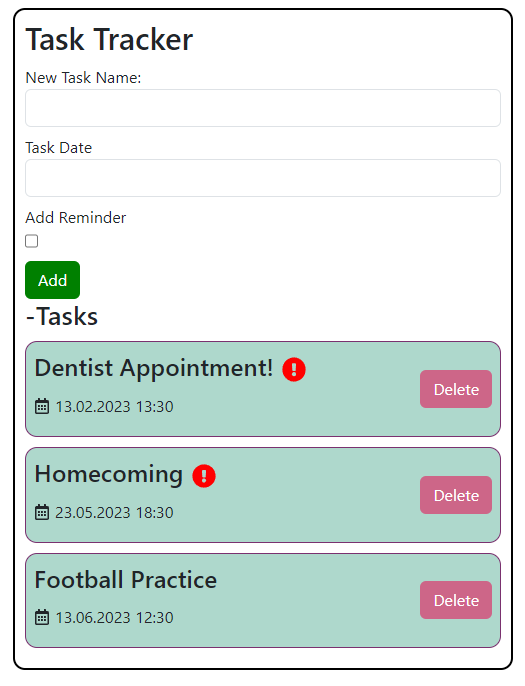 Task Tracker
New Task Name:
Task Date
Add Reminder
Add
-Tasks
Dentist Appointment!
13.02.2023 13:30
Delete
Homecoming
23.05.2023 18:30
Delete
Football Practice
13.06.2023 12:30
Delete